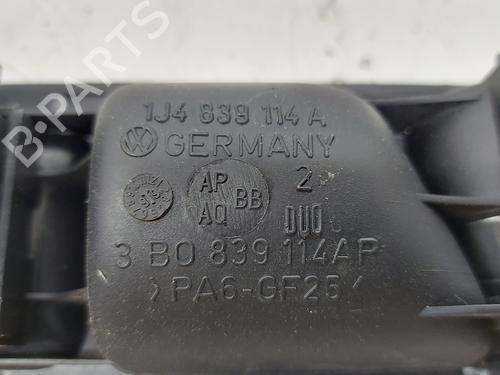 1J4 839 114 A
GERMANY
AP BB 2
AQ DUO
3 B0 839 114AP
>PA6-GF25<
B-PARTS